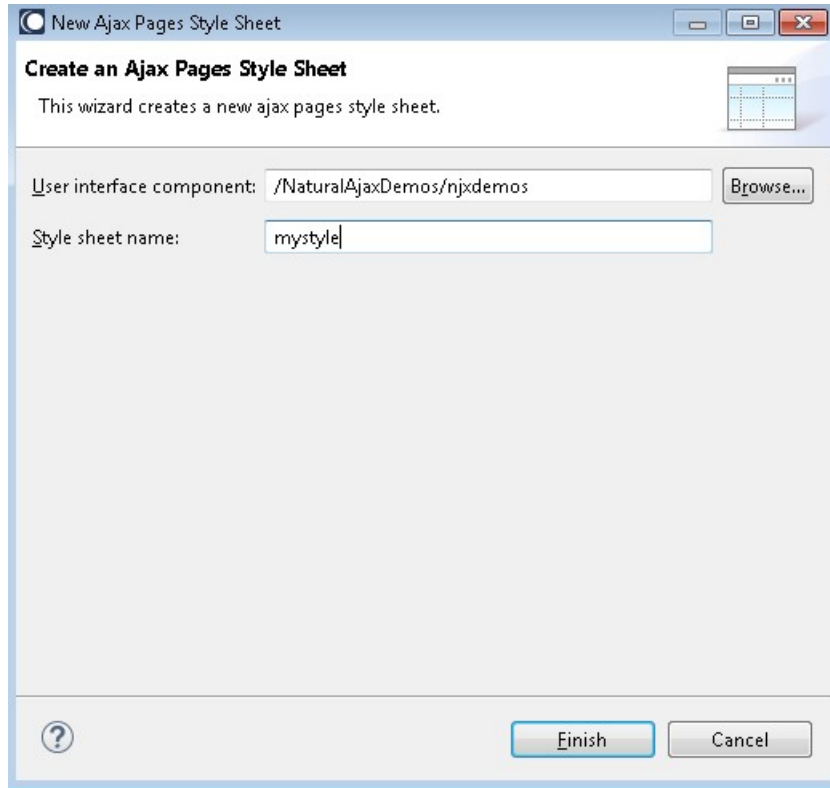 New Ajax Pages Style Sheet
Create an Ajax Pages Style Sheet
This wizard creates a new ajax pages style sheet.
User interface component: /NaturalAjaxDemos/njxdemos Browse...
Style sheet name: mystyle
? Finish Cancel